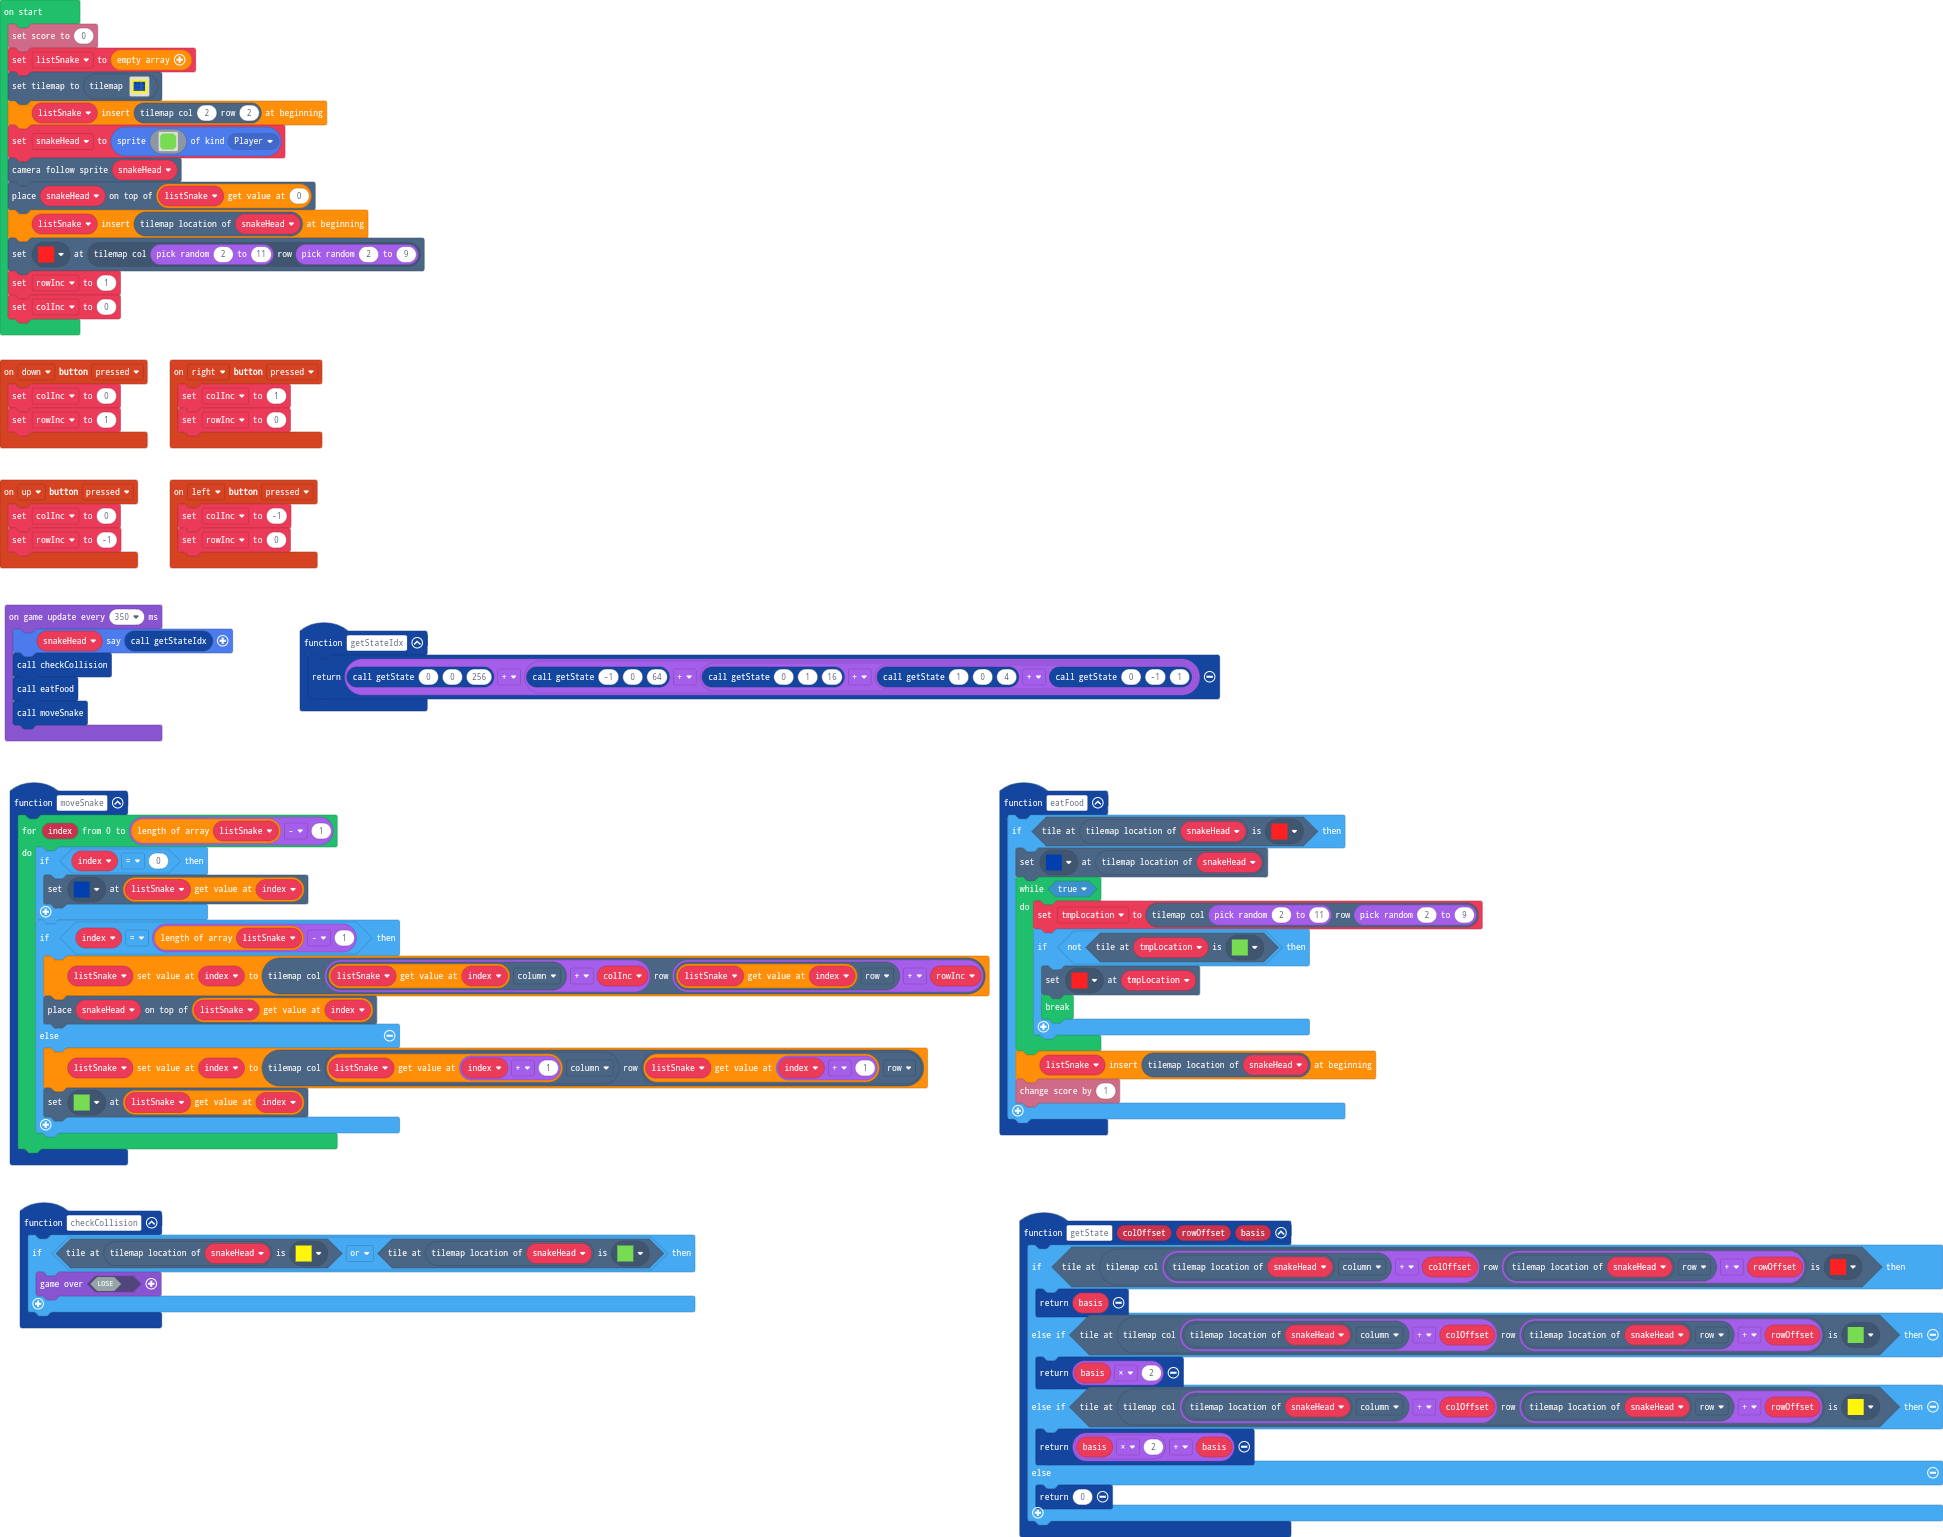 on start
set score to 0
set listSnake to empty array
set tilemap to tilemap
listSnake insert tilemap col 2 row 2 at beginning
set snakeHead to sprite of kind Player
camera follow sprite snakeHead
place snakeHead on top of listSnake get value at 0
listSnake insert tilemap location of snakeHead at beginning
set at tilemap col pick random 2 to 11 row pick random 2 to 9
set rowInc to 1
set colInc to 0
on down button pressed
set colInc to 0
set rowInc to 1
on right button pressed
set colInc to 1
set rowInc to 0
on up button pressed
set colInc to 0
set rowInc to -1
on left button pressed
set colInc to -1
set rowInc to 0
on game update every 350 ms
snakeHead say call getStateIdx
call checkCollision
call eatFood
call moveSnake
function getStateIdx
return call getState 0 0 256 + call getState -1 0 64 + call getState 0 1 16 + call getState 1 0 4 + call getState 0 -1 1
function moveSnake
for index from 0 to length of array listSnake - 1
do
if index = 0 then
set at listSnake get value at index
if index = length of array listSnake - 1 then
listSnake set value at index to tilemap col listSnake get value at index column + colInc row listSnake get value at index row + rowInc
place snakeHead on top of listSnake get value at index
else
listSnake set value at index to tilemap col listSnake get value at index + 1 column row listSnake get value at index + 1 row
set at listSnake get value at index
function eatFood
if tile at tilemap location of snakeHead is then
set at tilemap location of snakeHead
while true
do
set tmpLocation to tilemap col pick random 2 to 11 row pick random 2 to 9
if not tile at tmpLocation is then
set at tmpLocation
break
listSnake insert tilemap location of snakeHead at beginning
change score by 1
function checkCollision
if tile at tilemap location of snakeHead is or tile at tilemap location of snakeHead is then
game over LOSE
function getState colOffset rowOffset basis
if tile at tilemap col tilemap location of snakeHead column + colOffset row tilemap location of snakeHead row + rowOffset is then
return basis
else if tile at tilemap col tilemap location of snakeHead column + colOffset row tilemap location of snakeHead row + rowOffset is then
return basis × 2
else if tile at tilemap col tilemap location of snakeHead column + colOffset row tilemap location of snakeHead row + rowOffset is then
return basis × 2 + basis
else
return 0